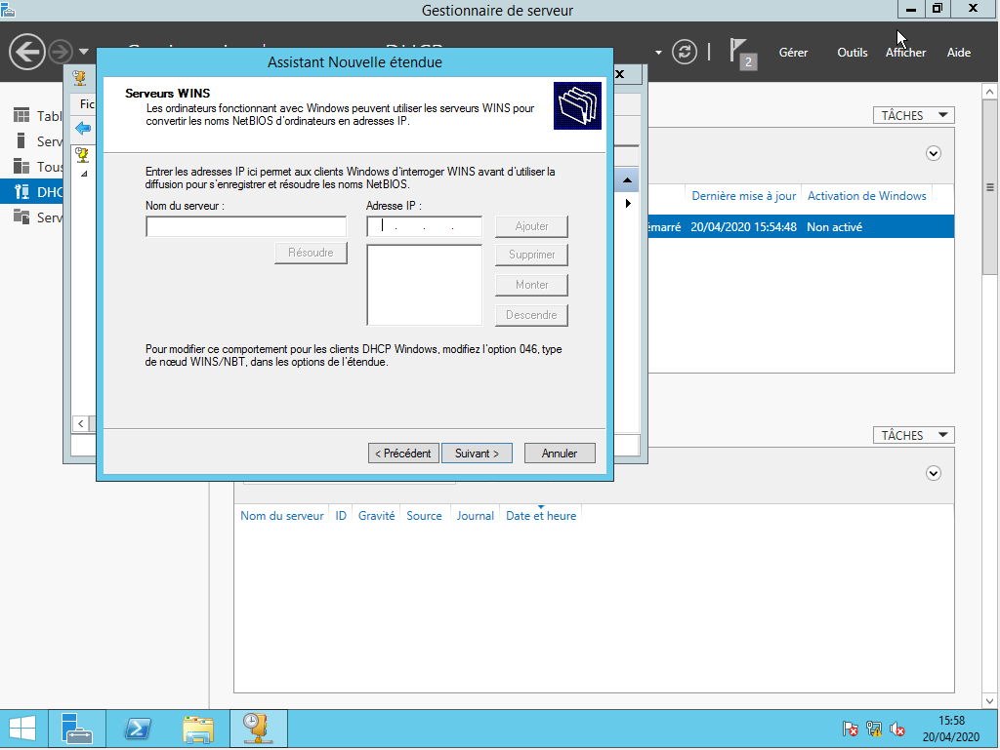 Gestionnaire de serveur
2
Gérer
Outils
Afficher
Aide
Assistant Nouvelle étendue
Fic
Serveurs WINS
Les ordinateurs fonctionnant avec Windows peuvent utiliser les serveurs WINS pour
convertir les noms NetBIOS d'ordinateurs en adresses IP.
Entrer les adresses IP ici permet aux clients Windows d'interroger WINS avant d'utiliser la
diffusion pour s'enregistrer et résoudre les noms NetBIOS.
Nom du serveur :
Adresse IP :
Ajouter
Résoudre
Supprimer
Monter
Descendre
Pour modifier ce comportement pour les clients DHCP Windows, modifiez l'option 046, type
de nœud WINS/NBT, dans les options de l'étendue.
< Précédent
Suivant >
Annuler
Tabl
Serv
Tous
DHC
Serv
TÂCHES
Dernière mise à jour
Activation de Windows
émarré
20/04/2020 15:54:48
Non activé
TÂCHES
Nom du serveur
ID
Gravité
Source
Journal
Date et heure
15:58
20/04/2020